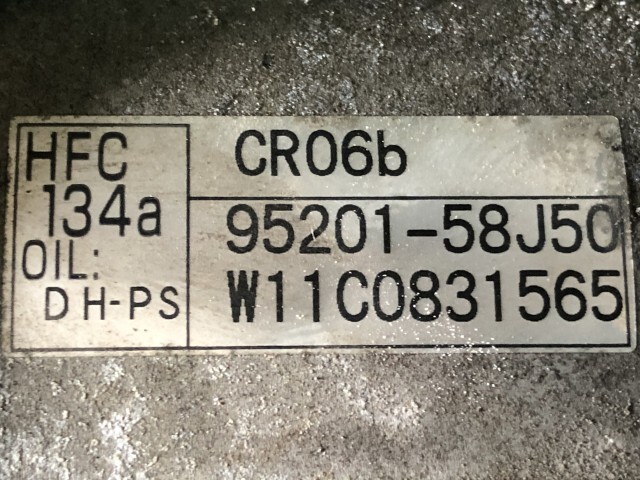 HFC
134a
OIL:
DH-PS
CR06b
95201-58J50
W11C0831565